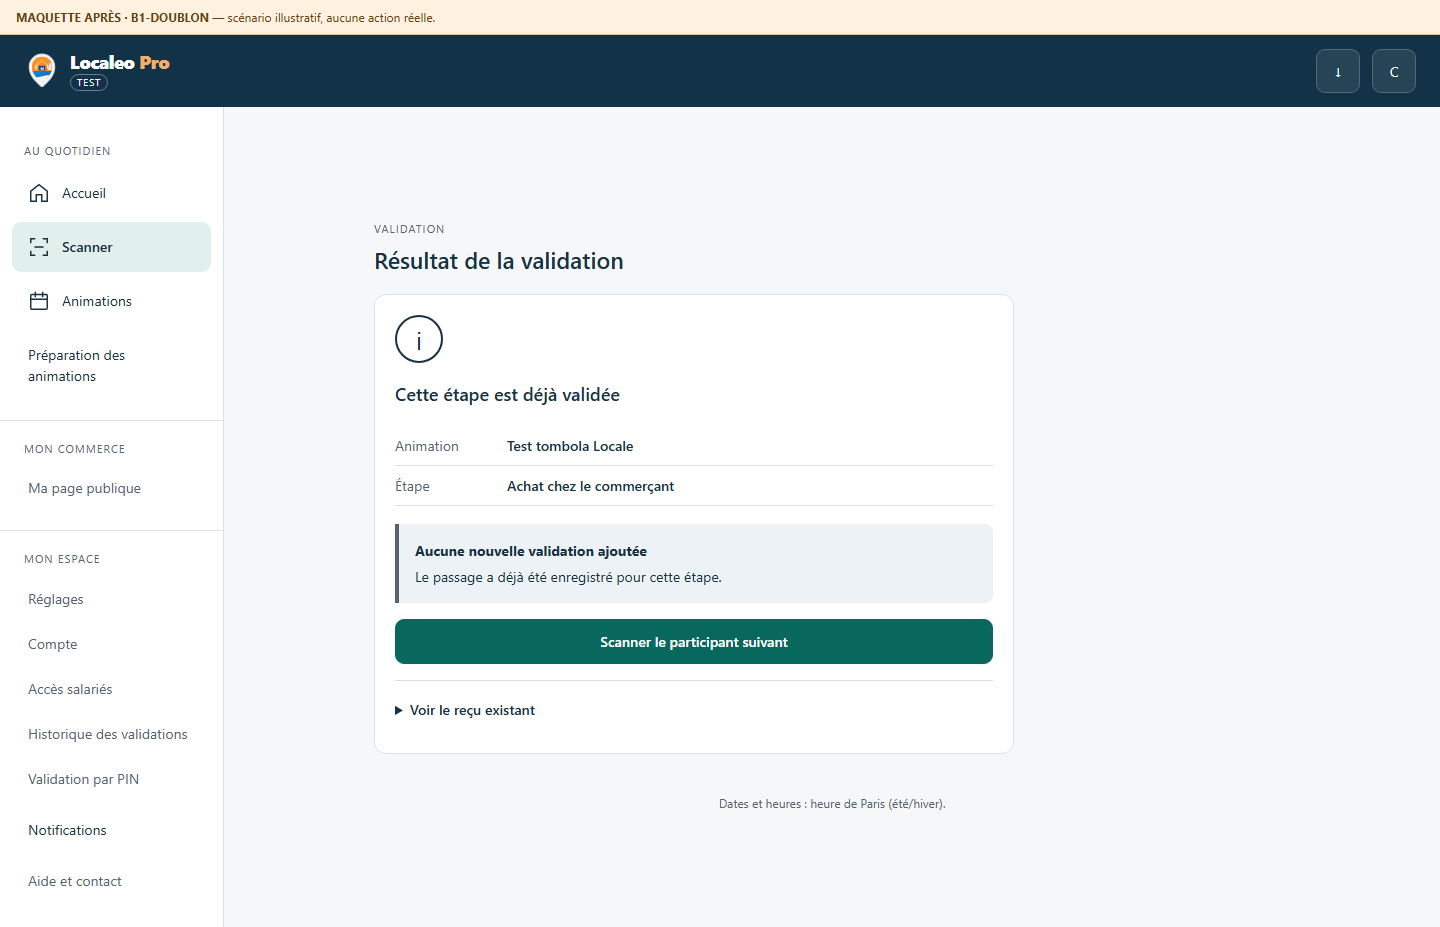 MAQUETTE APRÈS · B1-DOUBLON — scénario illustratif, aucune action réelle.
Localeo Pro
TEST
↓
C
AU QUOTIDIEN
Accueil
Scanner
Animations
Préparation des
animations
MON COMMERCE
Ma page publique
MON ESPACE
Réglages
Compte
Accès salariés
Historique des validations
Validation par PIN
Notifications
Aide et contact
VALIDATION
Résultat de la validation
i
Cette étape est déjà validée
Animation Test tombola Locale
Étape Achat chez le commerçant
Aucune nouvelle validation ajoutée
Le passage a déjà été enregistré pour cette étape.
Scanner le participant suivant
▶ Voir le reçu existant
Dates et heures : heure de Paris (été/hiver).